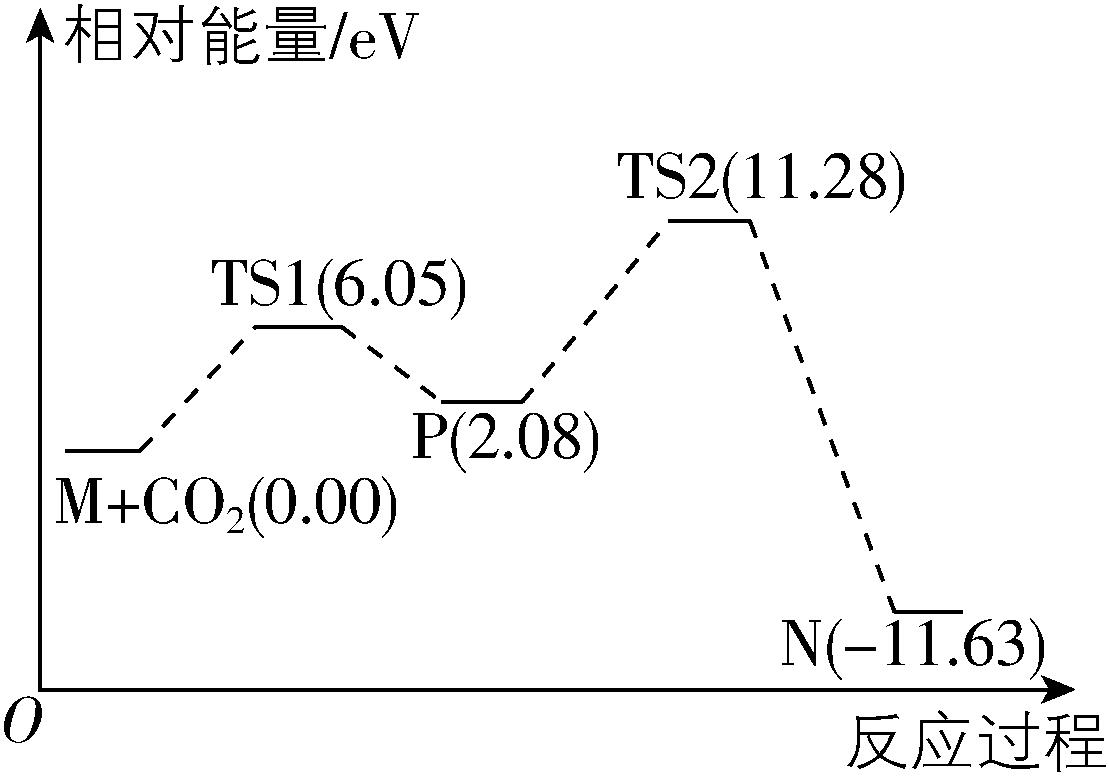 相对能量/eV
TS2(11.28)
TS1(6.05)
P(2.08)
M+CO₂(0.00)
N(-11.63)
O
反应过程